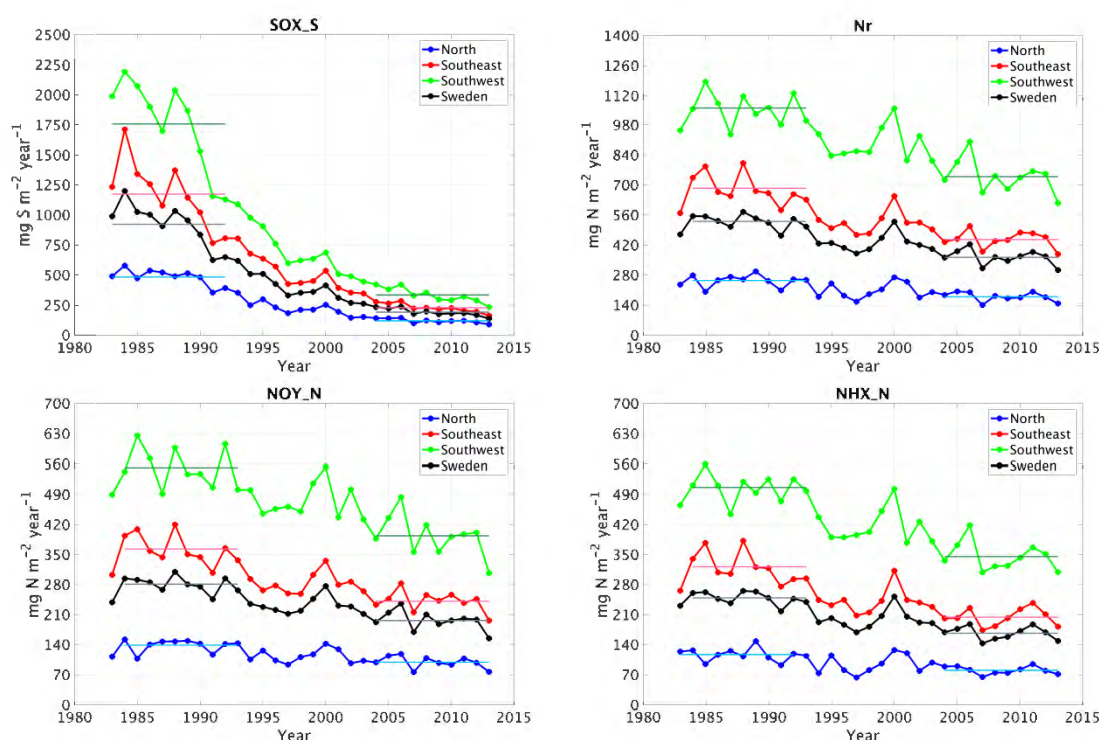 SOX_S
mg S m⁻² year⁻¹
2500
2250
2000
1750
1500
1250
1000
750
500
250
0
North
Southeast
Southwest
Sweden
1980 1985 1990 1995 2000 2005 2010 2015
Year
Nr
mg N m⁻² year⁻¹
1400
1260
1120
980
840
700
560
420
280
140
0
North
Southeast
Southwest
Sweden
1980 1985 1990 1995 2000 2005 2010 2015
Year
NOY_N
mg N m⁻² year⁻¹
700
630
560
490
420
350
280
210
140
70
0
North
Southeast
Southwest
Sweden
1980 1985 1990 1995 2000 2005 2010 2015
Year
NHX_N
mg N m⁻² year⁻¹
700
630
560
490
420
350
280
210
140
70
0
North
Southeast
Southwest
Sweden
1980 1985 1990 1995 2000 2005 2010 2015
Year